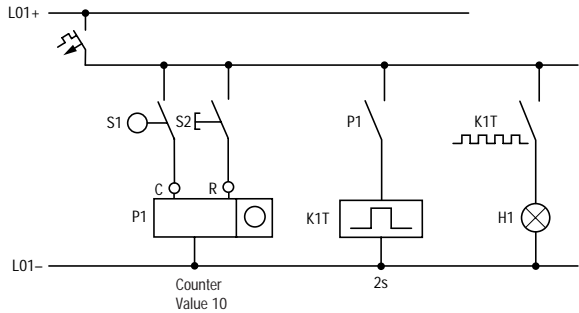 L01+
S1
S2
P1
K1T
C
R
P1
K1T
H1
L01–
Counter
Value 10
2s